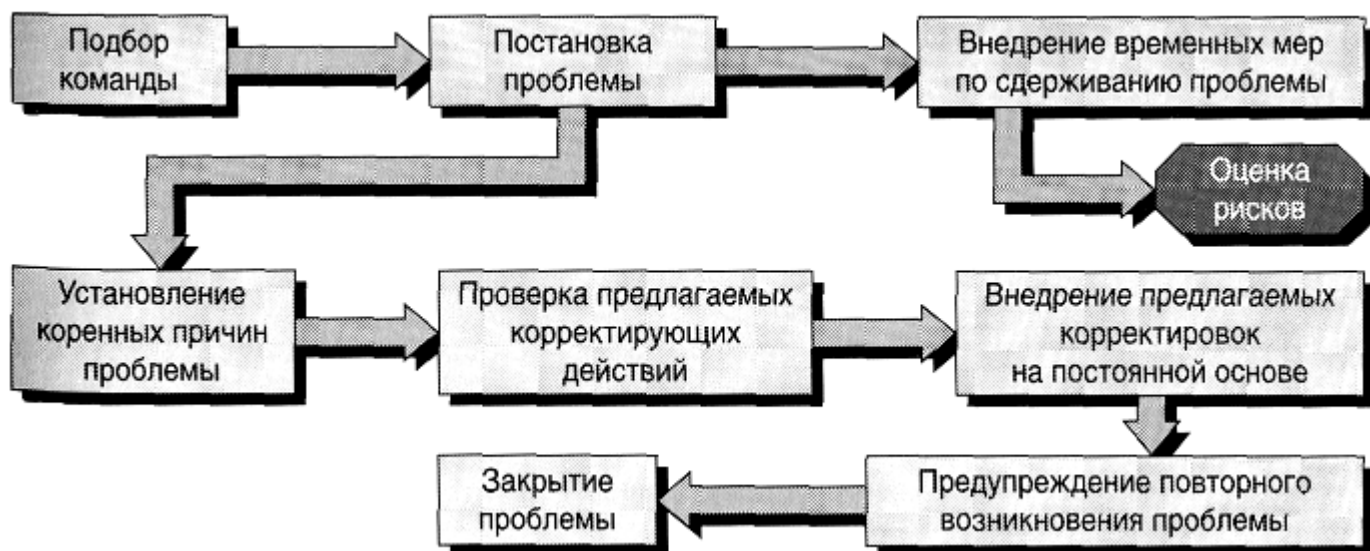 Подбор
команды
Постановка
проблемы
Внедрение временных мер
по сдерживанию проблемы
Оценка
рисков
Установление
коренных причин
проблемы
Проверка предлагаемых
корректирующих
действий
Внедрение предлагаемых
корректировок
на постоянной основе
Закрытие
проблемы
Предупреждение повторного
возникновения проблемы